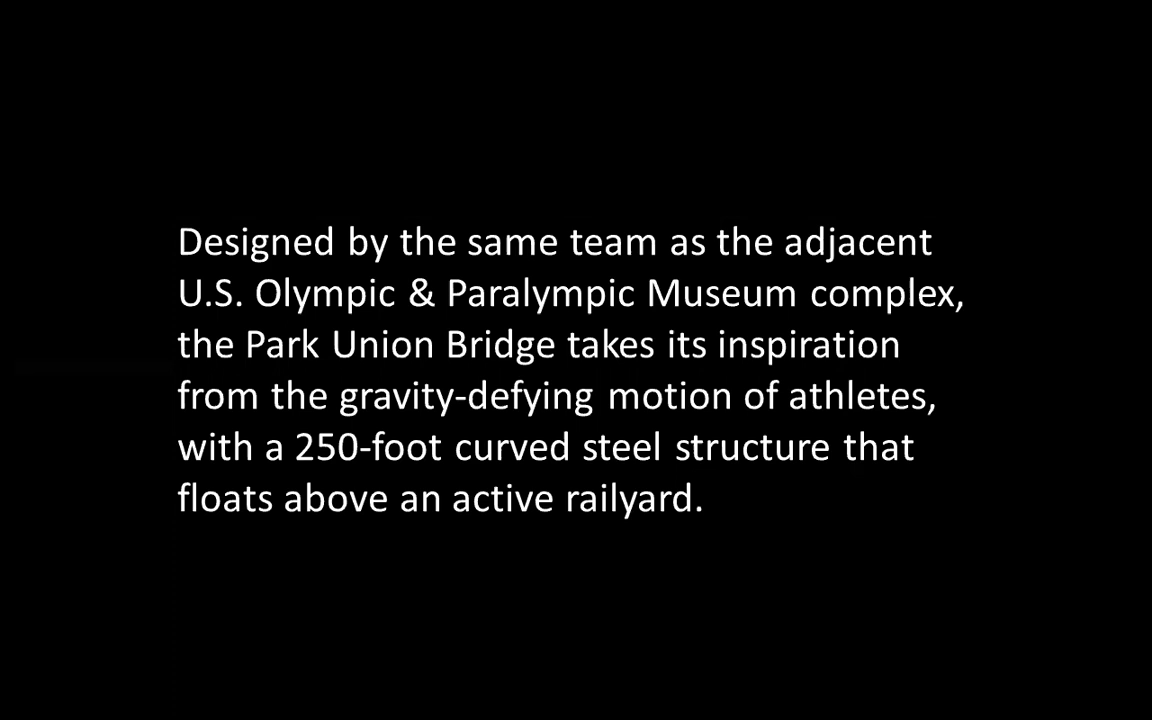 Designed by the same team as the adjacent
U.S. Olympic & Paralympic Museum complex,
the Park Union Bridge takes its inspiration
from the gravity-defying motion of athletes,
with a 250-foot curved steel structure that
floats above an active railyard.